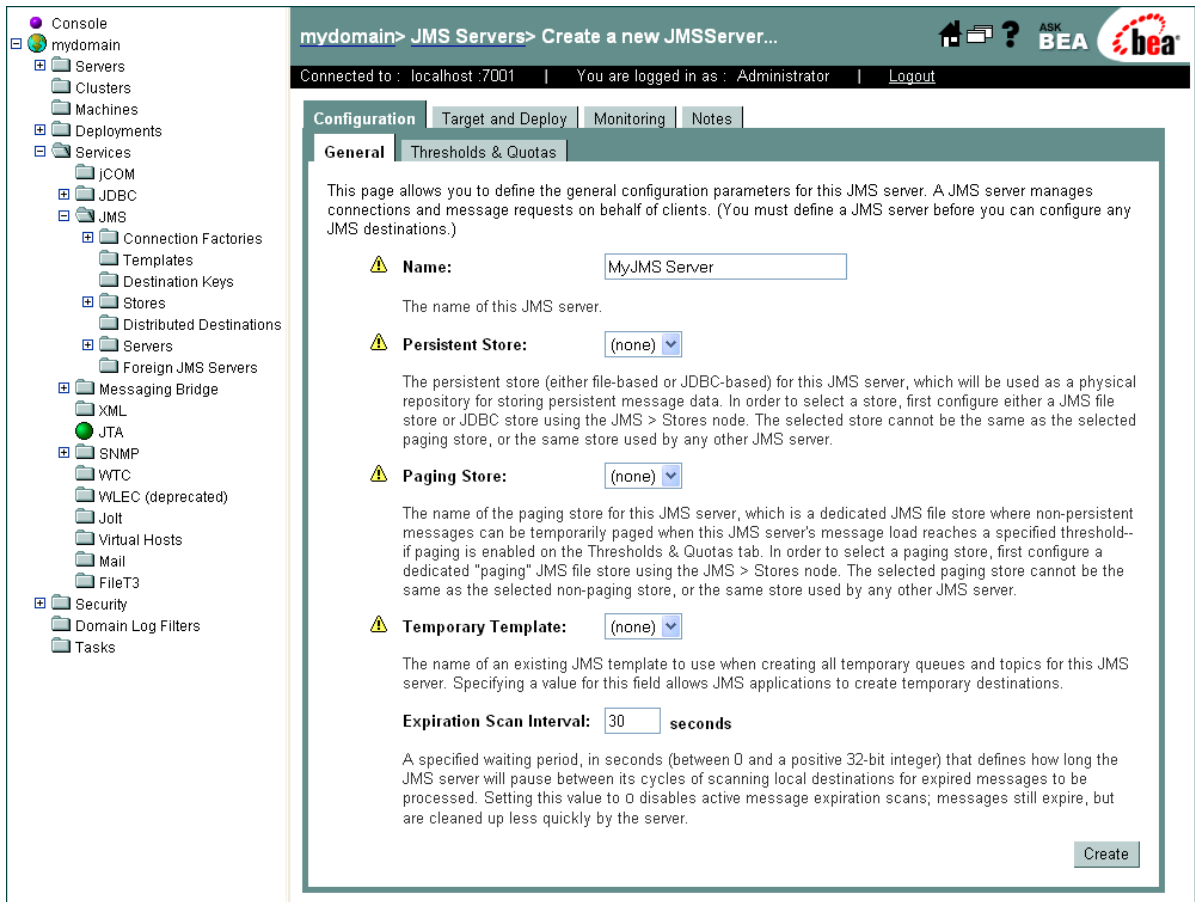 Console
mydomain
Servers
Clusters
Machines
Deployments
Services
jCOM
JDBC
JMS
Connection Factories
Templates
Destination Keys
Stores
Distributed Destinations
Servers
Foreign JMS Servers
Messaging Bridge
XML
JTA
SNMP
WTC
WLEC (deprecated)
Jolt
Virtual Hosts
Mail
FileT3
Security
Domain Log Filters
Tasks
mydomain> JMS Servers> Create a new JMSServer...
? ASK BEA bea
Connected to : localhost :7001 | You are logged in as : Administrator | Logout
Configuration Target and Deploy Monitoring Notes
General Thresholds & Quotas
This page allows you to define the general configuration parameters for this JMS server. A JMS server manages
connections and message requests on behalf of clients. (You must define a JMS server before you can configure any
JMS destinations.)
Name: MyJMS Server
The name of this JMS server.
Persistent Store: (none)
The persistent store (either file-based or JDBC-based) for this JMS server, which will be used as a physical
repository for storing persistent message data. In order to select a store, first configure either a JMS file
store or JDBC store using the JMS > Stores node. The selected store cannot be the same as the selected
paging store, or the same store used by any other JMS server.
Paging Store: (none)
The name of the paging store for this JMS server, which is a dedicated JMS file store where non-persistent
messages can be temporarily paged when this JMS server's message load reaches a specified threshold--
if paging is enabled on the Thresholds & Quotas tab. In order to select a paging store, first configure a
dedicated "paging" JMS file store using the JMS > Stores node. The selected paging store cannot be the
same as the selected non-paging store, or the same store used by any other JMS server.
Temporary Template: (none)
The name of an existing JMS template to use when creating all temporary queues and topics for this JMS
server. Specifying a value for this field allows JMS applications to create temporary destinations.
Expiration Scan Interval: 30 seconds
A specified waiting period, in seconds (between 0 and a positive 32-bit integer) that defines how long the
JMS server will pause between its cycles of scanning local destinations for expired messages to be
processed. Setting this value to 0 disables active message expiration scans; messages still expire, but
are cleaned up less quickly by the server.
Create